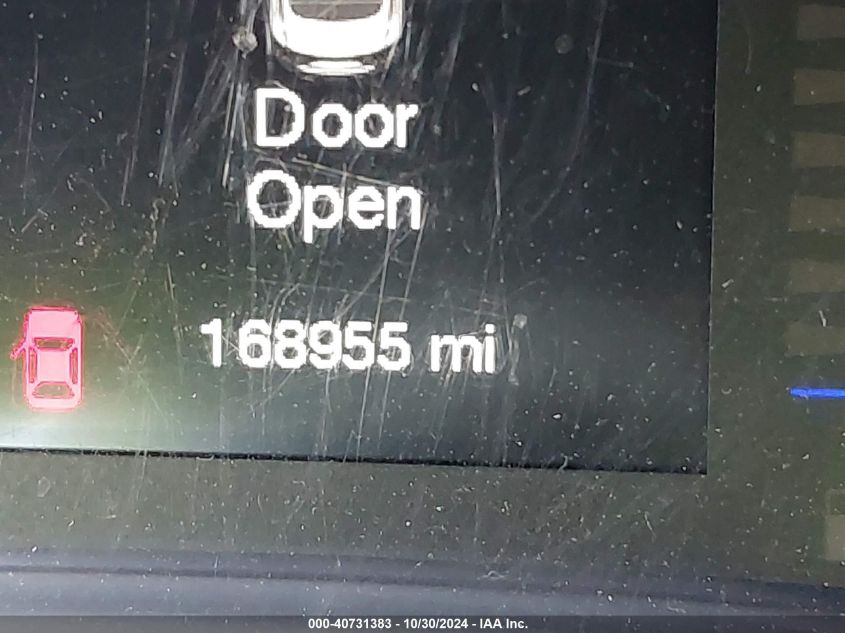 Door
Open
168955 mi
000-40731383 - 10/30/2024 - IAA Inc.